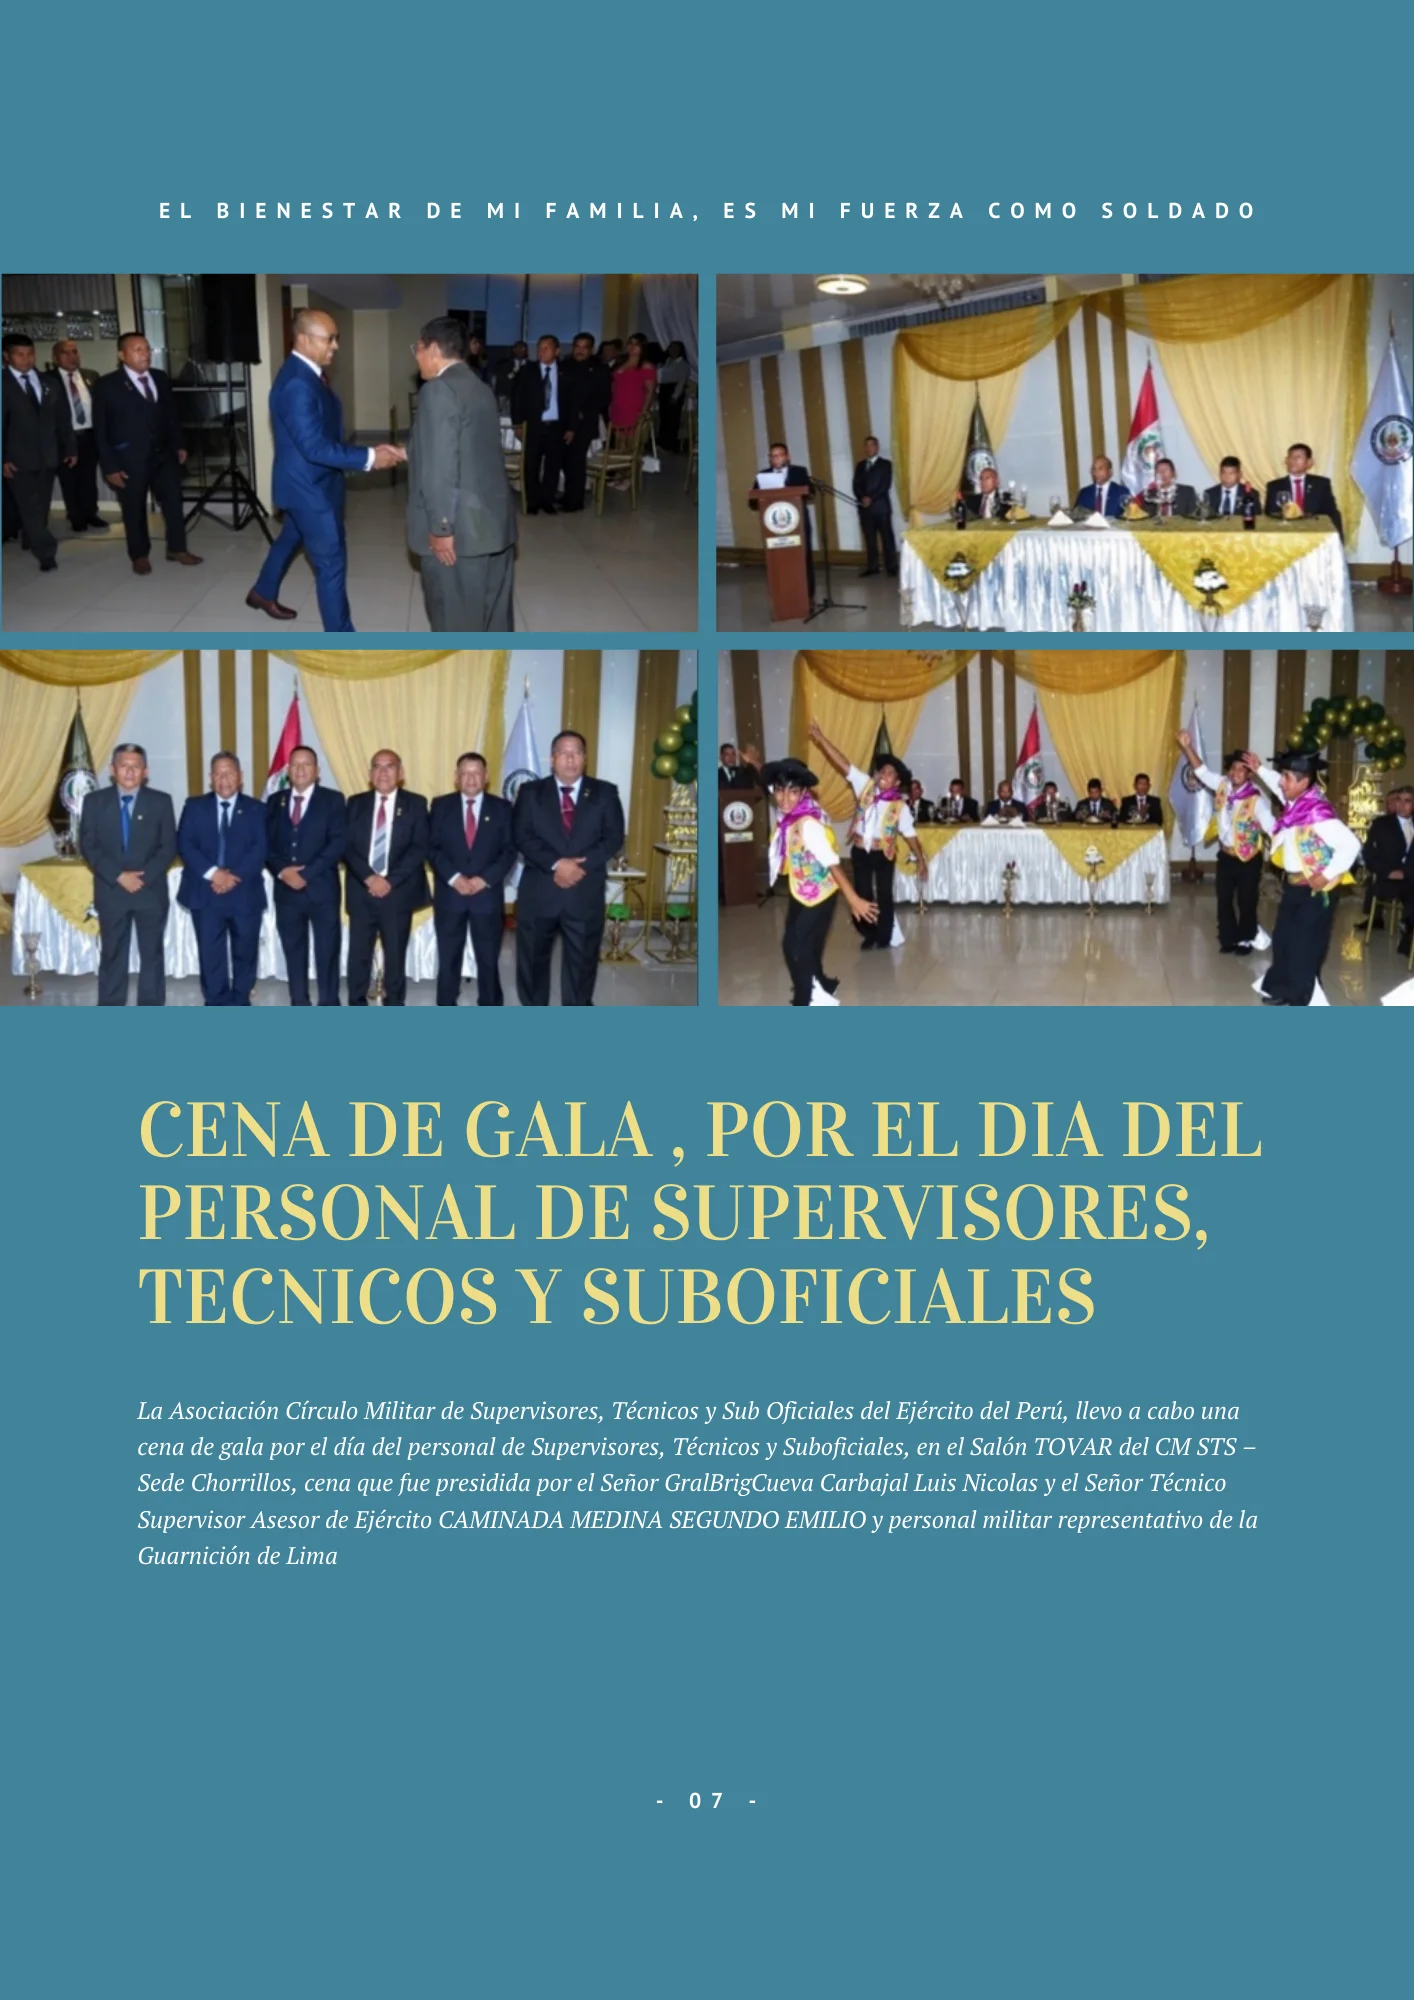 EL BIENESTAR DE MI FAMILIA, ES MI FUERZA COMO SOLDADO
CENA DE GALA , POR EL DIA DEL
PERSONAL DE SUPERVISORES,
TECNICOS Y SUBOFICIALES
La Asociación Círculo Militar de Supervisores, Técnicos y Sub Oficiales del Ejército del Perú, llevo a cabo una
cena de gala por el día del personal de Supervisores, Técnicos y Suboficiales, en el Salón TOVAR del CM STS –
Sede Chorrillos, cena que fue presidida por el Señor GralBrigCueva Carbajal Luis Nicolas y el Señor Técnico
Supervisor Asesor de Ejército CAMINADA MEDINA SEGUNDO EMILIO y personal militar representativo de la
Guarnición de Lima
- 07 -